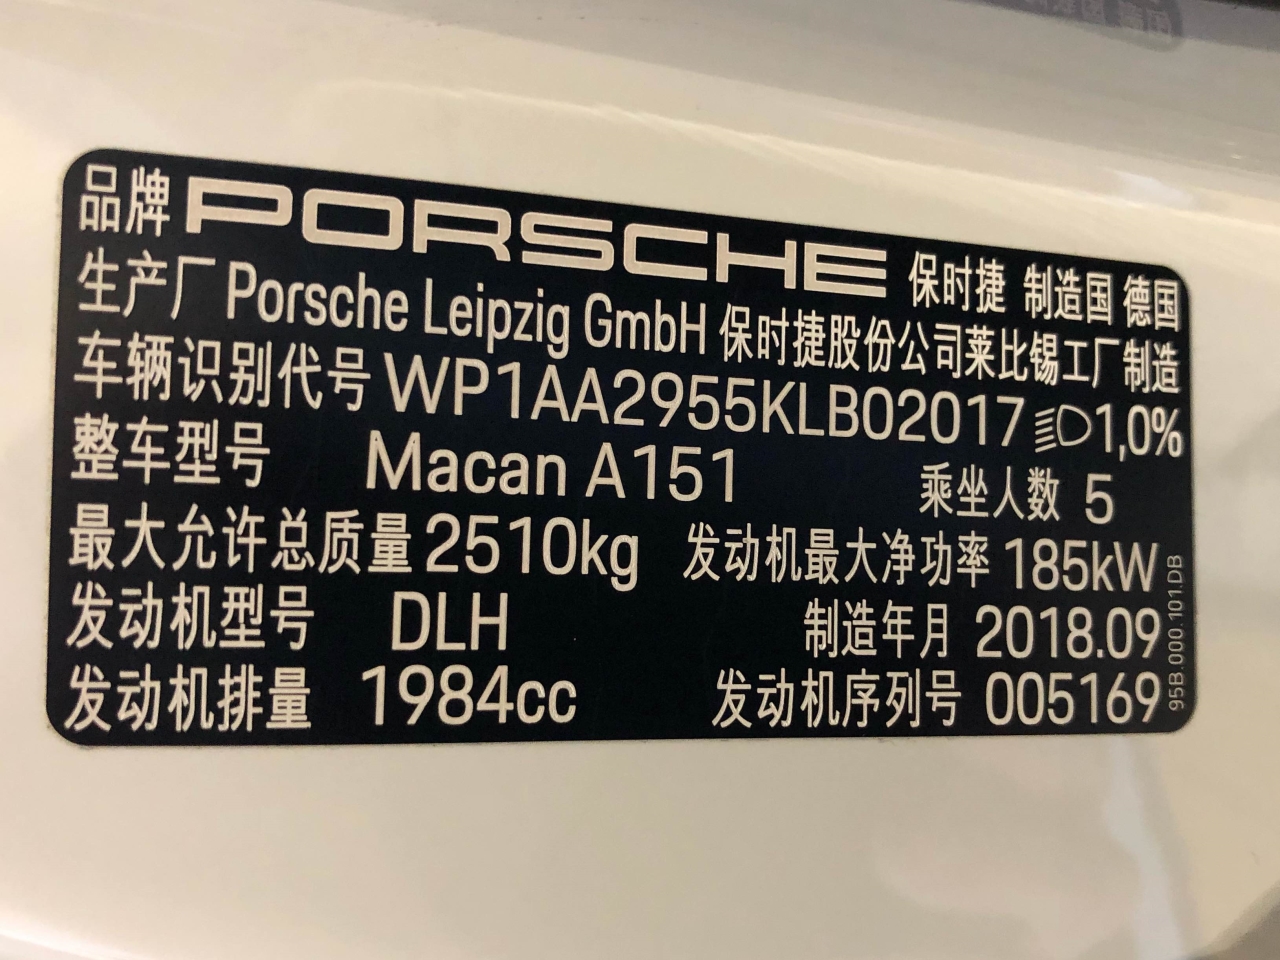 品牌 PORSCHE 保时捷 制造国 德国
生产厂 Porsche Leipzig GmbH 保时捷股份公司莱比锡工厂制造
车辆识别代号 WP1AA2955KLB02017 1,0%
整车型号 Macan A151 乘坐人数 5
最大允许总质量 2510kg 发动机最大净功率 185kW
发动机型号 DLH 制造年月 2018.09
发动机排量 1984cc 发动机序列号 005169
95B.000.101.DB